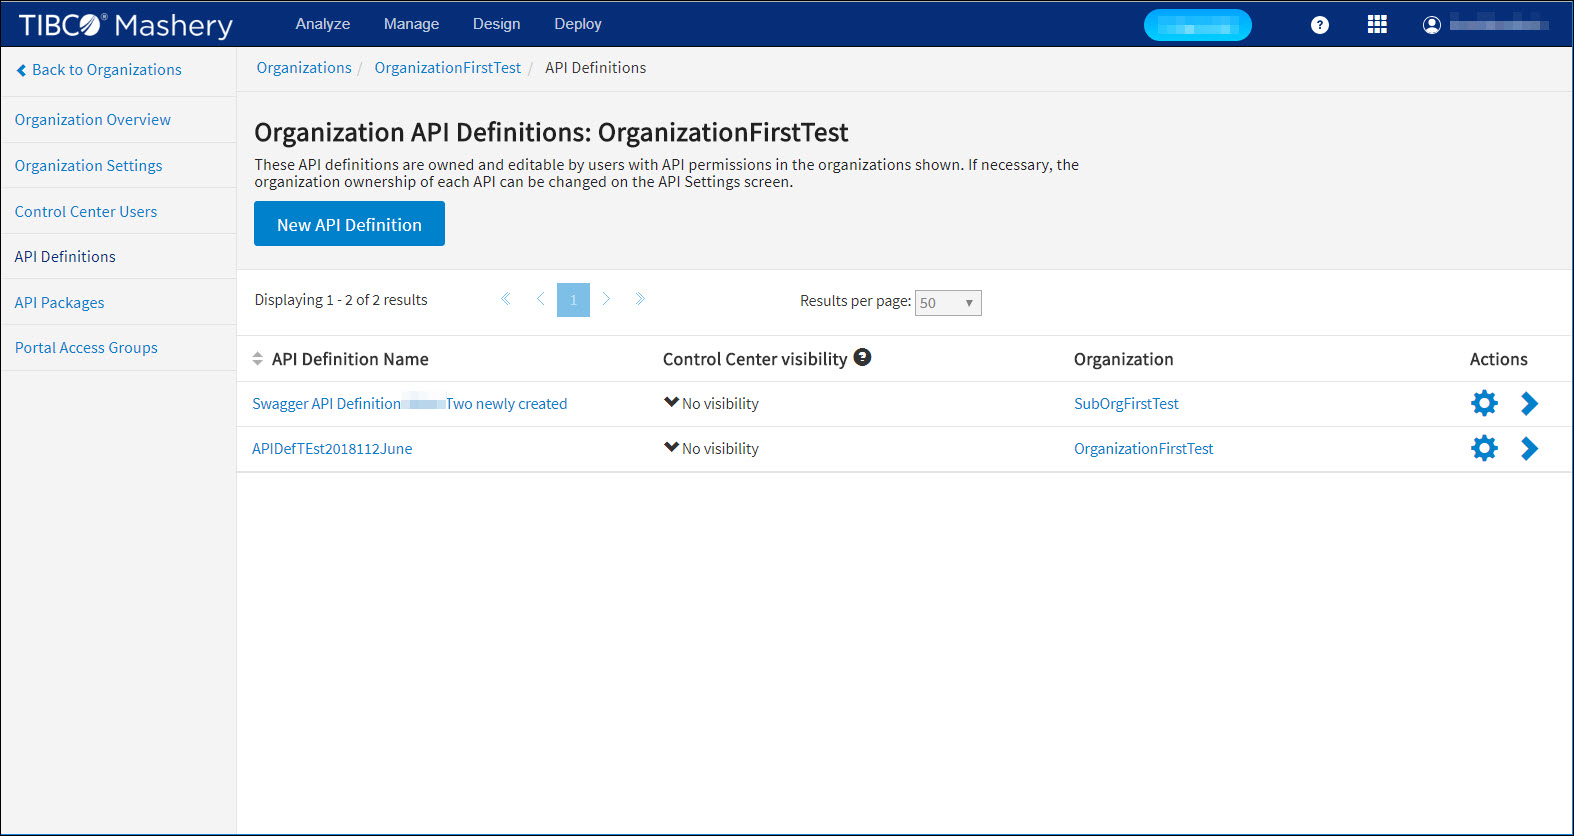 TIBCO® Mashery
Analyze Manage Design Deploy
Back to Organizations
Organization Overview
Organization Settings
Control Center Users
API Definitions
API Packages
Portal Access Groups
Organizations / OrganizationFirstTest / API Definitions
Organization API Definitions: OrganizationFirstTest
These API definitions are owned and editable by users with API permissions in the organizations shown. If necessary, the
organization ownership of each API can be changed on the API Settings screen.
New API Definition
Displaying 1 - 2 of 2 results « < 1 > » Results per page: 50
API Definition Name Control Center visibility ? Organization Actions
Swagger API Definition Two newly created No visibility SubOrgFirstTest
APIDefTEst2018112June No visibility OrganizationFirstTest